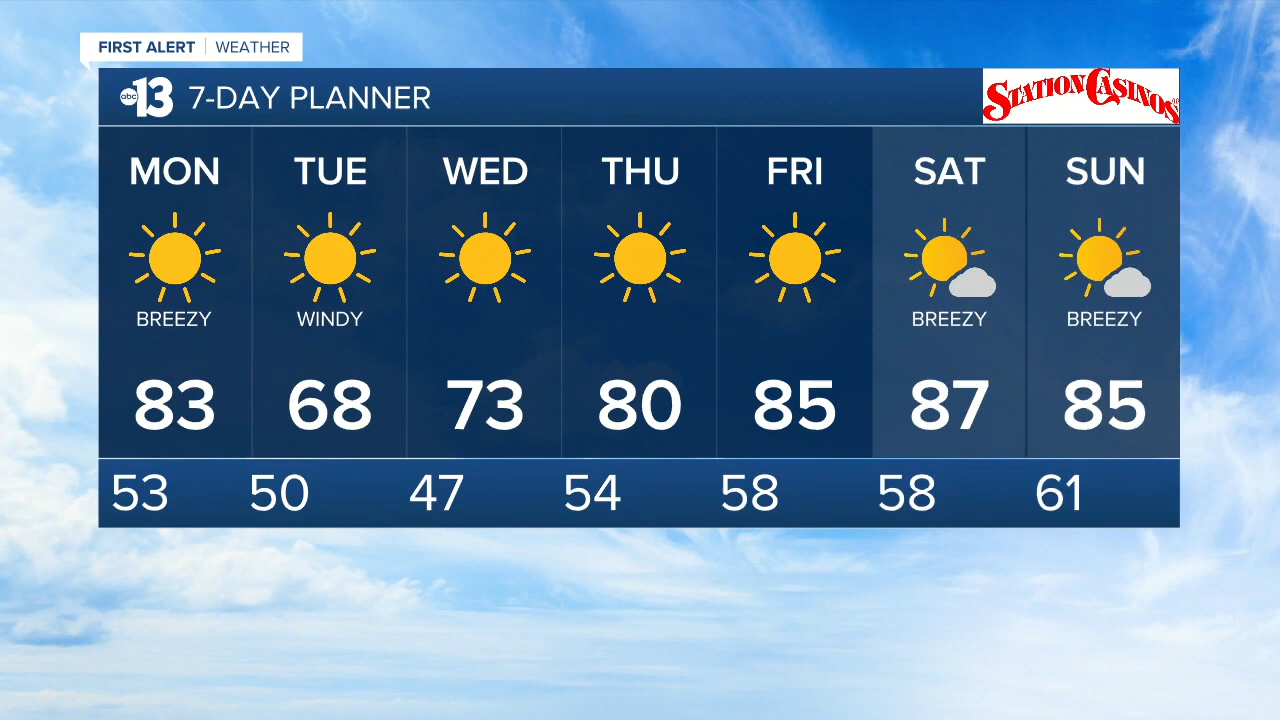 FIRST ALERT | WEATHER
abc 13 7-DAY PLANNER
STATION CASINOS
MON TUE WED THU FRI SAT SUN
BREEZY WINDY BREEZY BREEZY
83 68 73 80 85 87 85
53 50 47 54 58 58 61